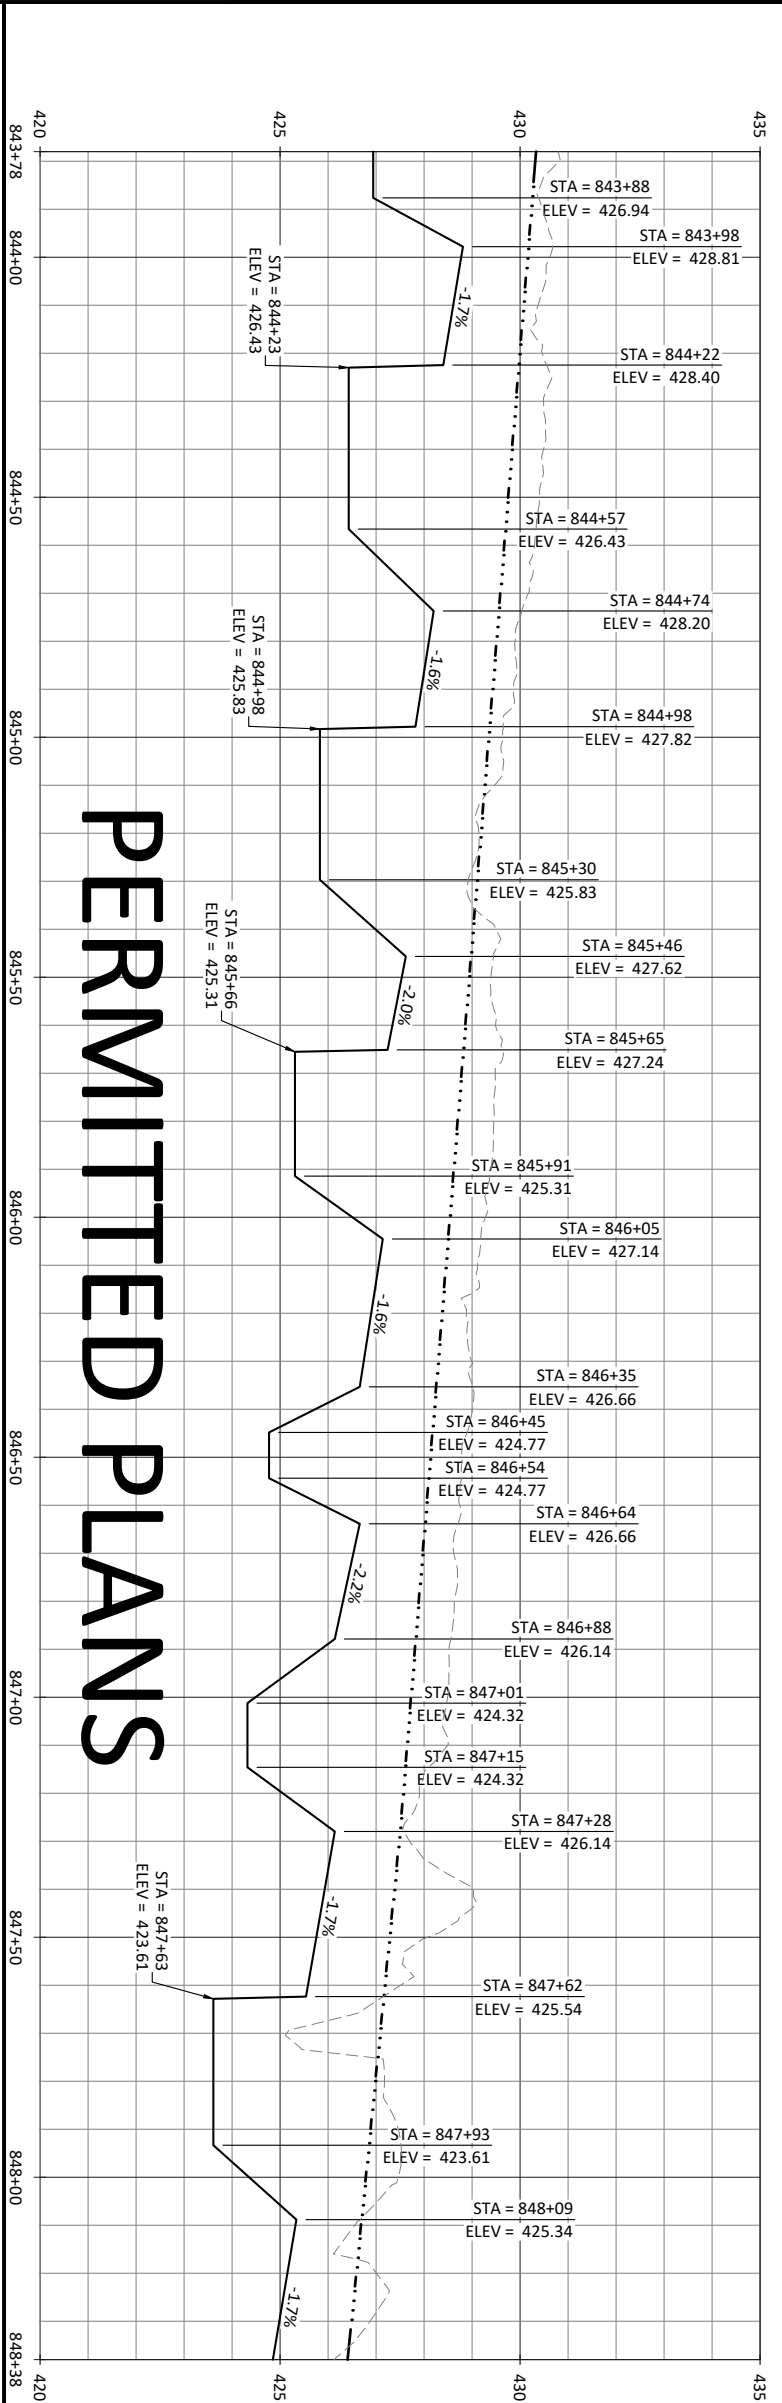 435
430
425
420
843+78
844+00
844+50
845+00
845+50
846+00
846+50
847+00
847+50
848+00
848+38
STA = 843+88
ELEV = 426.94
STA = 843+98
ELEV = 428.81
-1.7%
STA = 844+22
ELEV = 428.40
STA = 844+23
ELEV = 426.43
STA = 844+57
ELEV = 426.43
STA = 844+74
ELEV = 428.20
-1.6%
STA = 844+98
ELEV = 427.82
STA = 844+98
ELEV = 425.83
STA = 845+30
ELEV = 425.83
STA = 845+46
ELEV = 427.62
-2.0%
STA = 845+65
ELEV = 427.24
STA = 845+66
ELEV = 425.31
STA = 845+91
ELEV = 425.31
STA = 846+05
ELEV = 427.14
-1.6%
STA = 846+35
ELEV = 426.66
STA = 846+45
ELEV = 424.77
STA = 846+54
ELEV = 424.77
STA = 846+64
ELEV = 426.66
-2.2%
STA = 846+88
ELEV = 426.14
STA = 847+01
ELEV = 424.32
STA = 847+15
ELEV = 424.32
STA = 847+28
ELEV = 426.14
-1.7%
STA = 847+62
ELEV = 425.54
STA = 847+63
ELEV = 423.61
STA = 847+93
ELEV = 423.61
STA = 848+09
ELEV = 425.34
-1.7%
435
430
425
420
PERMITTED PLANS